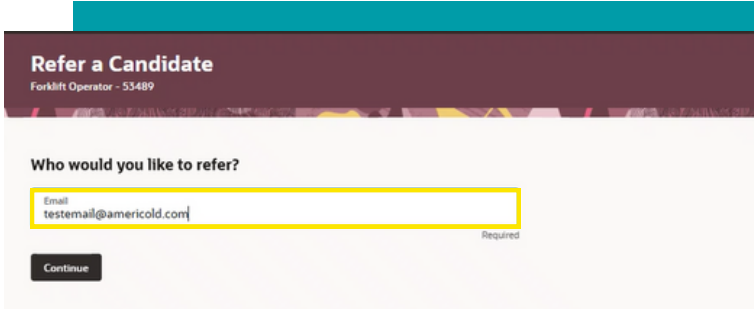 Refer a Candidate
Forklift Operator - 53489
Who would you like to refer?
Email
testemail@americold.com
Required
Continue